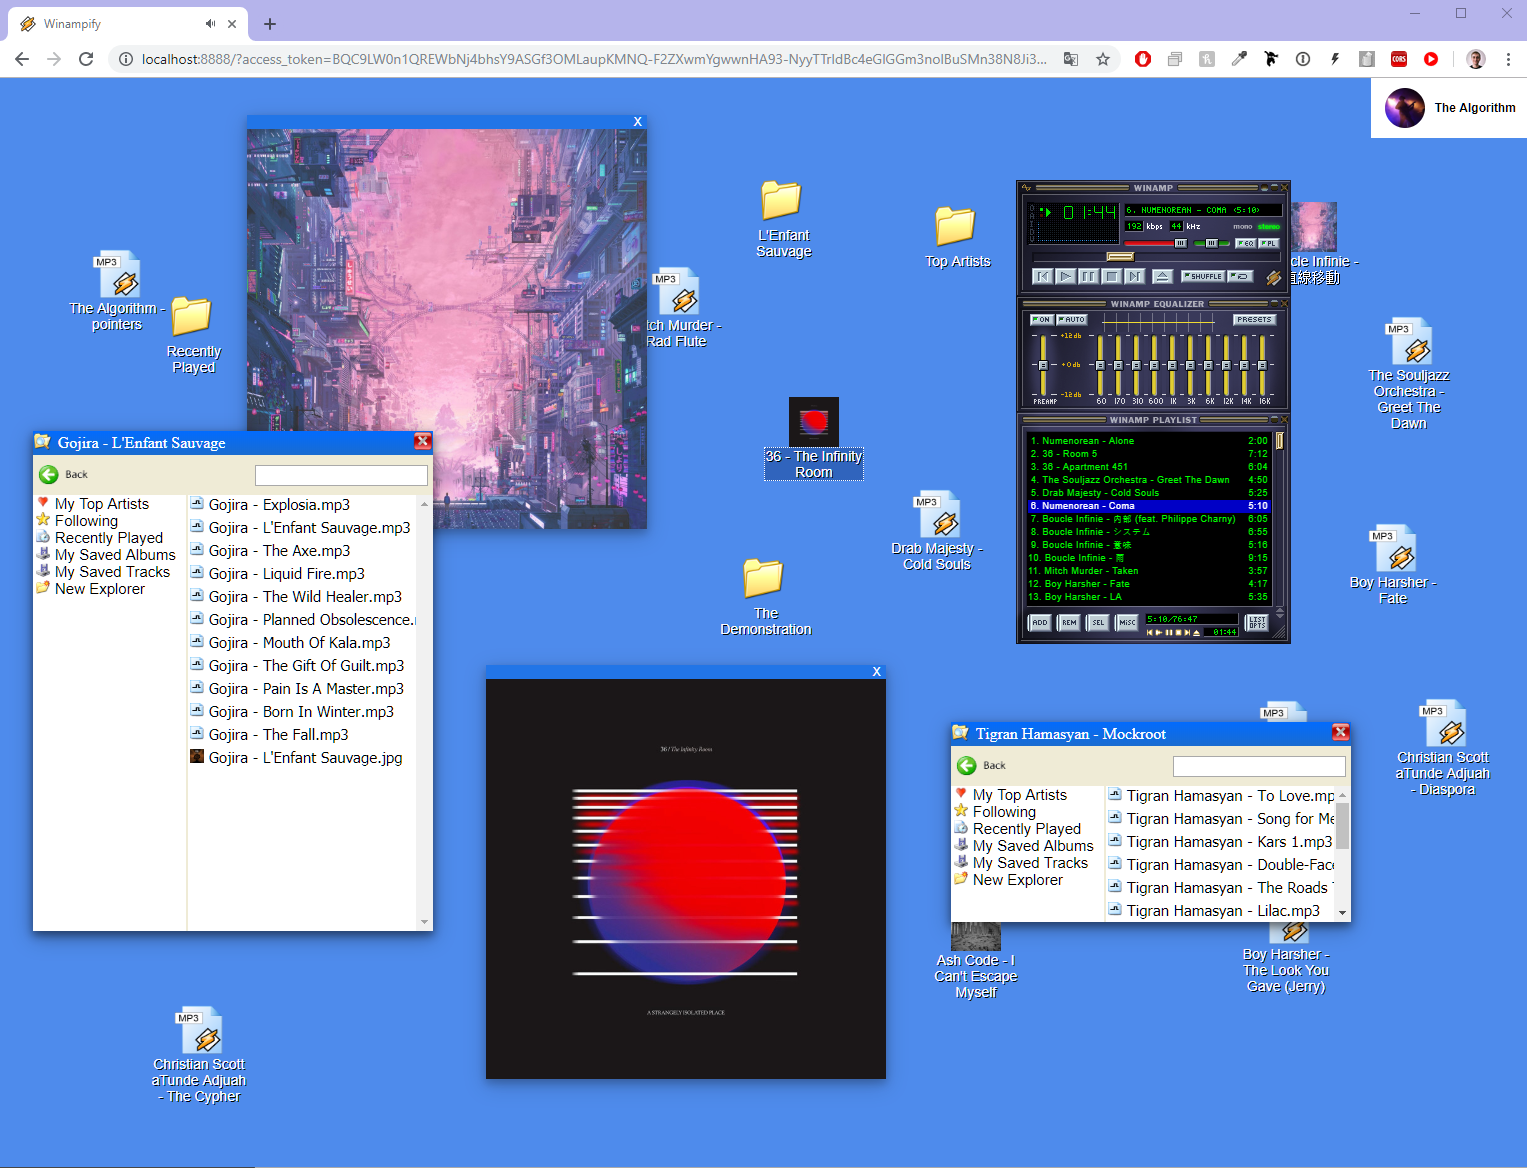 Winampify
localhost:8888/?access_token=BQC9LW0n1QREWbNj4bhsY9ASGf3OMLaupKMNQ-F2ZXwmYgwwnHA93-NyyTTrIdBc4eGlGGm3nolBuSMn38N8Ji3...
CORS
The Algorithm
X
MP3
The Algorithm -
pointers
Recently
Played
MP3
tch Murder -
Rad Flute
L'Enfant
Sauvage
Top Artists
36 - The Infinity
Room
MP3
Drab Majesty -
Cold Souls
The
Demonstration
WINAMP
01:44
6. NUMENOREAN - COMA (5:10)
192 kbps 44 kHz
mono stereo
EQ PL
SHUFFLE
WINAMP EQUALIZER
ON AUTO PRESETS
+12db
+0db
-12db
PREAMP 60 170 310 600 1K 3K 6K 12K 14K 16K
WINAMP PLAYLIST
1. Numenorean - Alone 2:00
2. 36 - Room 5 7:12
3. 36 - Apartment 451 6:04
4. The Souljazz Orchestra - Greet The Dawn 4:50
5. Drab Majesty - Cold Souls 5:25
6. Numenorean - Coma 5:10
7. Boucle Infinie - 内部 (feat. Philippe Charny) 6:05
8. Boucle Infinie - システム 6:55
9. Boucle Infinie - 意味 5:16
10. Boucle Infinie - 雨 9:15
11. Mitch Murder - Taken 3:57
12. Boy Harsher - Fate 4:17
13. Boy Harsher - LA 5:35
ADD REM SEL MISC
5:10/76:47
01:44
LIST
OPTS
cle Infinie -
直線移動
MP3
The Souljazz
Orchestra -
Greet The
Dawn
MP3
Boy Harsher -
Fate
MP3
Christian Scott
aTunde Adjuah
- Diaspora
Gojira - L'Enfant Sauvage
Back
My Top Artists
Following
Recently Played
My Saved Albums
My Saved Tracks
New Explorer
Gojira - Explosia.mp3
Gojira - L'Enfant Sauvage.mp3
Gojira - The Axe.mp3
Gojira - Liquid Fire.mp3
Gojira - The Wild Healer.mp3
Gojira - Planned Obsolescence.
Gojira - Mouth Of Kala.mp3
Gojira - The Gift Of Guilt.mp3
Gojira - Pain Is A Master.mp3
Gojira - Born In Winter.mp3
Gojira - The Fall.mp3
Gojira - L'Enfant Sauvage.jpg
X
36 / The Infinity Room
A STRANGELY ISOLATED PLACE
MP3
Tigran Hamasyan - Mockroot
Back
My Top Artists
Following
Recently Played
My Saved Albums
My Saved Tracks
New Explorer
Tigran Hamasyan - To Love.mp
Tigran Hamasyan - Song for Me
Tigran Hamasyan - Kars 1.mp3
Tigran Hamasyan - Double-Face
Tigran Hamasyan - The Roads
Tigran Hamasyan - Lilac.mp3
Ash Code - I
Can't Escape
Myself
Boy Harsher -
The Look You
Gave (Jerry)
MP3
Christian Scott
aTunde Adjuah
- The Cypher